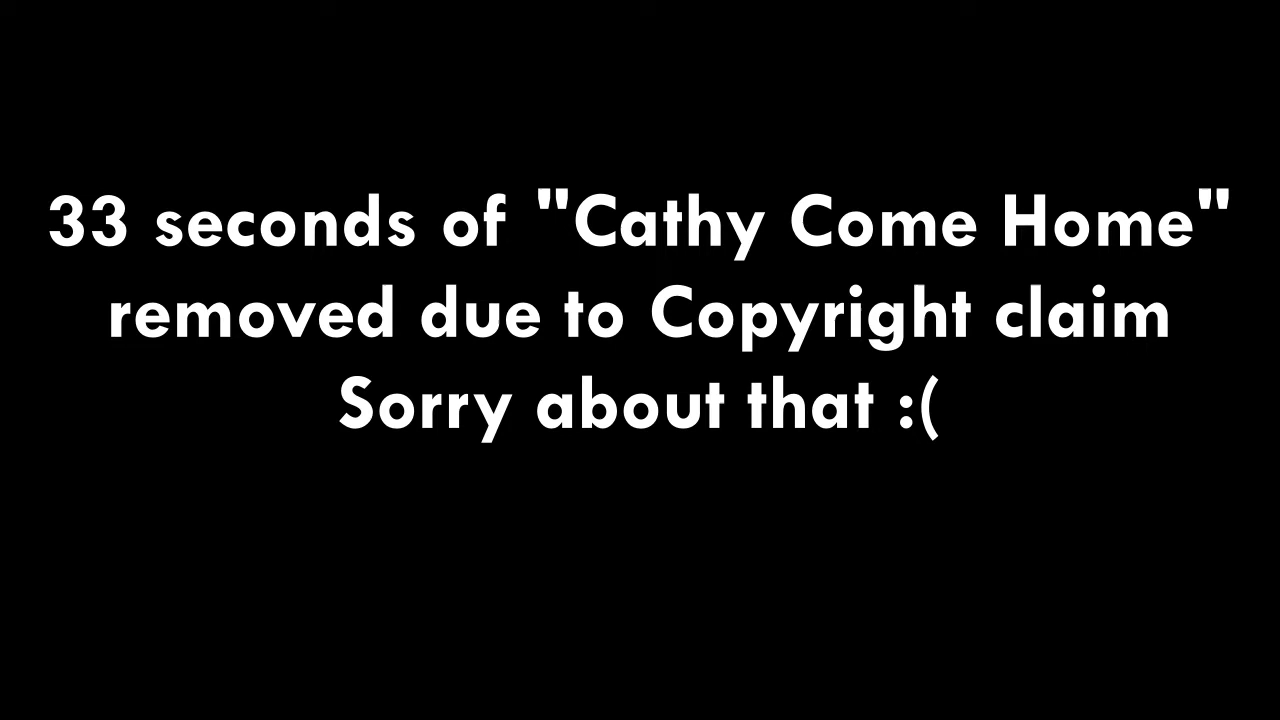 33 seconds of "Cathy Come Home"
removed due to Copyright claim
Sorry about that :(